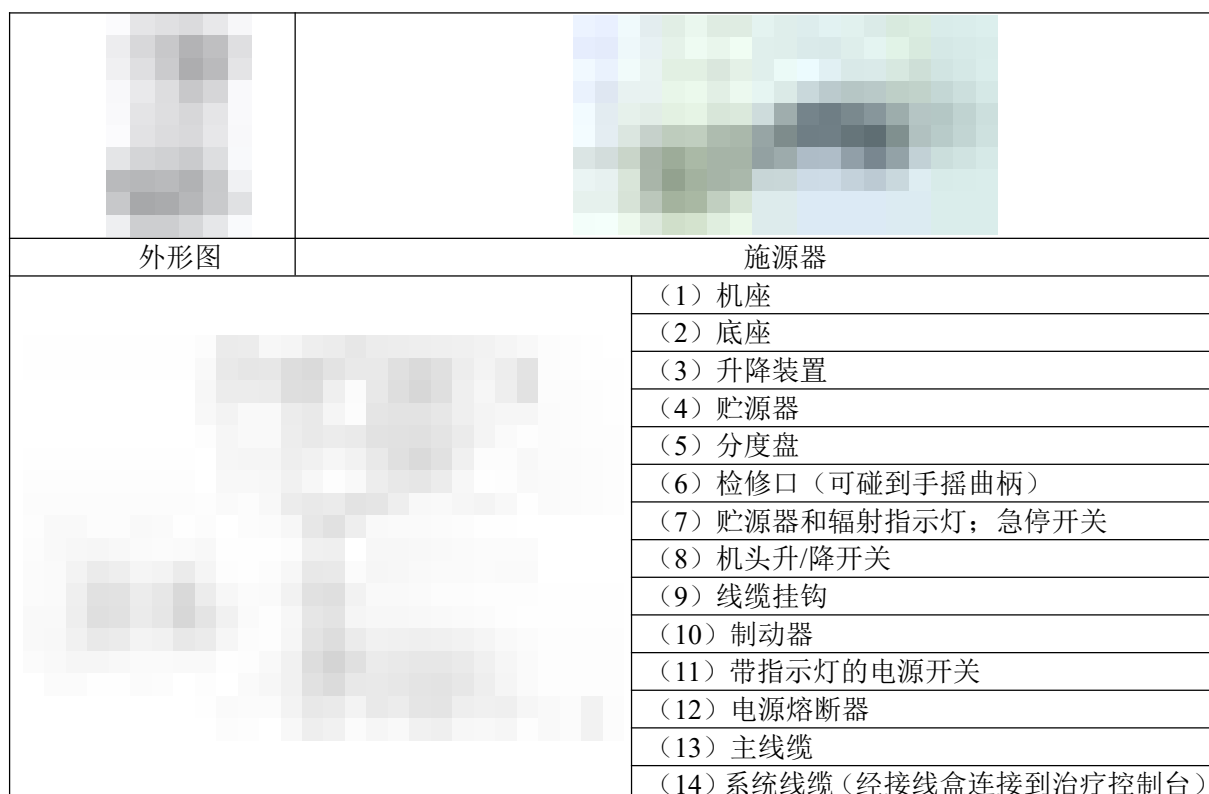 外形图
施源器
（1）机座
（2）底座
（3）升降装置
（4）贮源器
（5）分度盘
（6）检修口（可碰到手摇曲柄）
（7）贮源器和辐射指示灯；急停开关
（8）机头升/降开关
（9）线缆挂钩
（10）制动器
（11）带指示灯的电源开关
（12）电源熔断器
（13）主线缆
（14）系统线缆（经接线盒连接到治疗控制台）